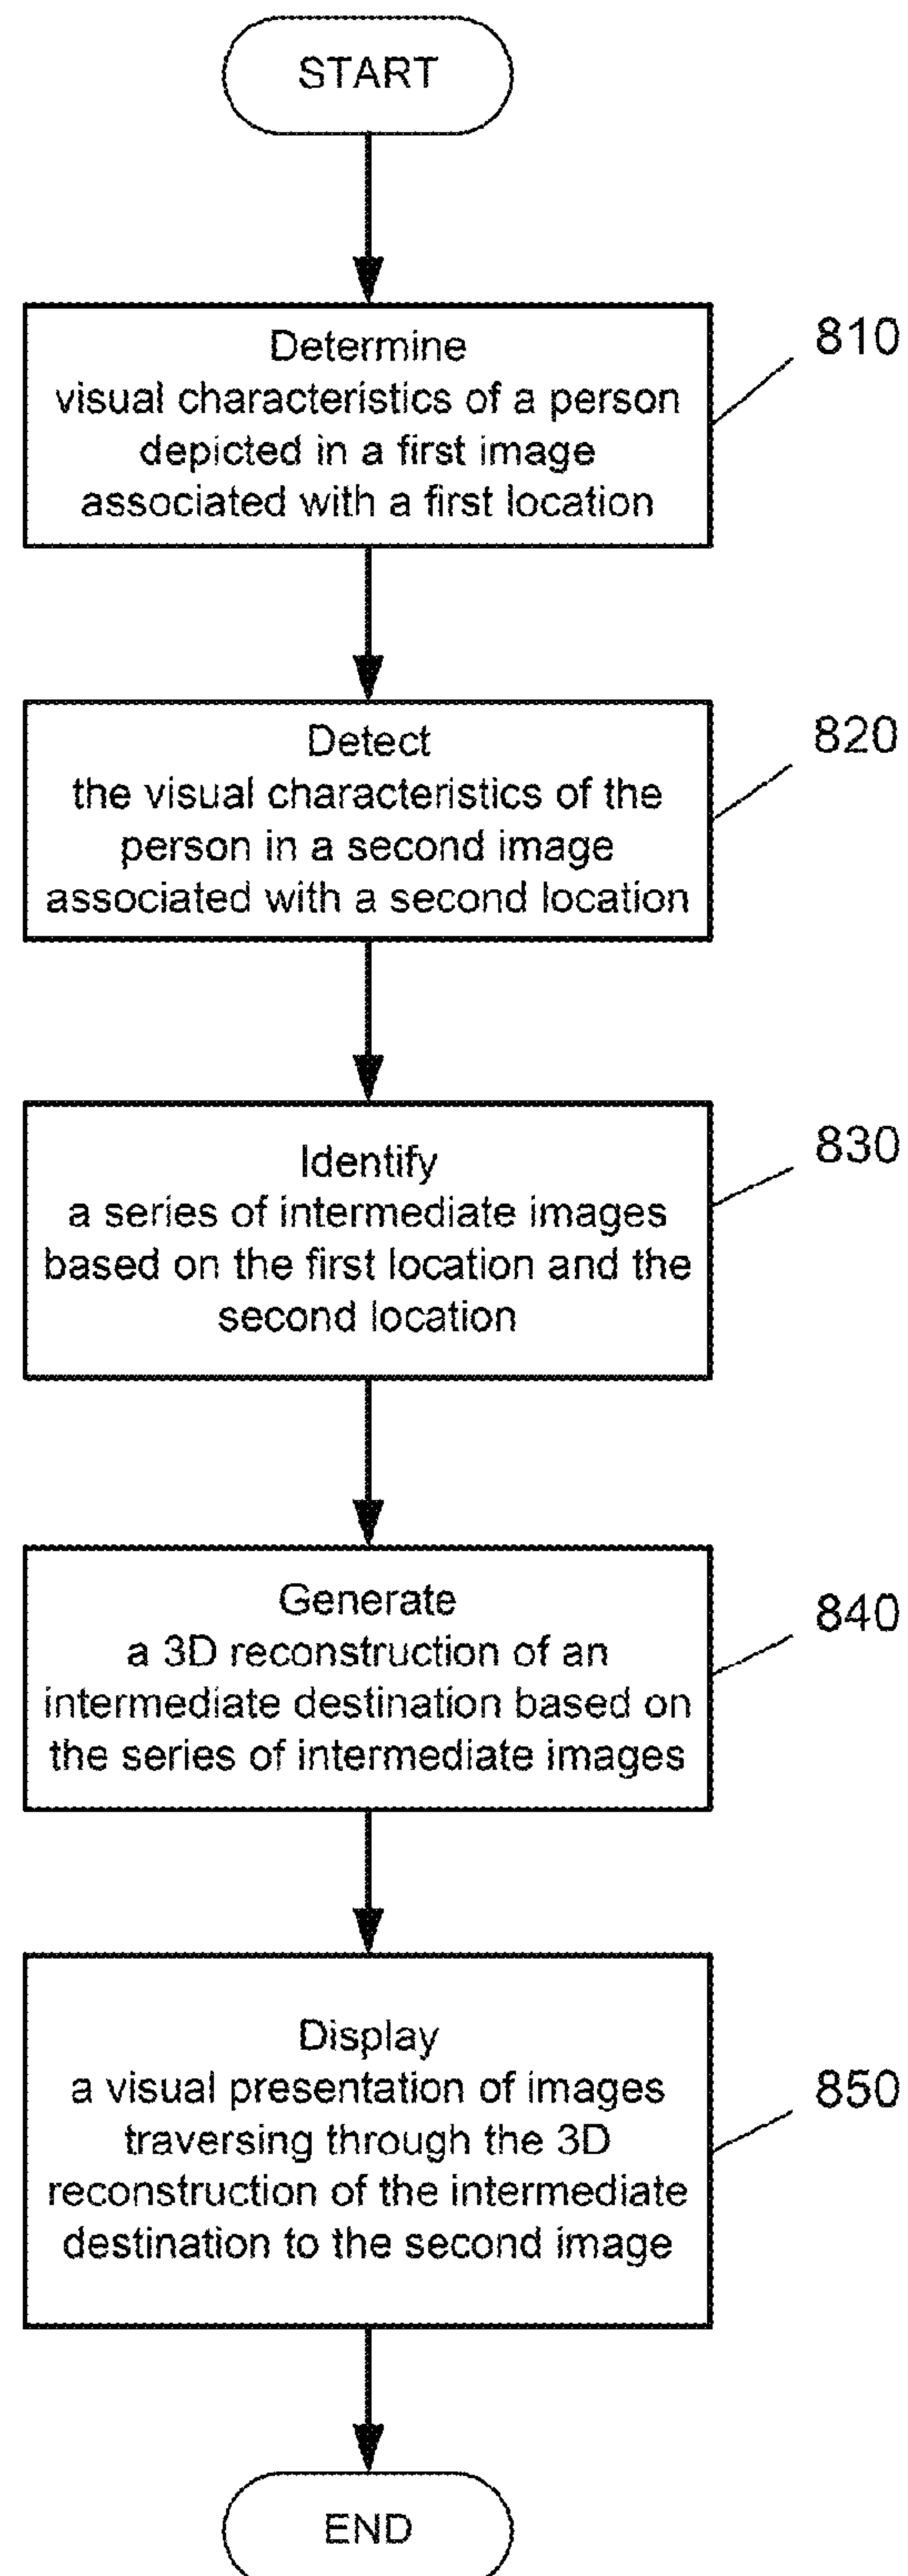 START
Determine
visual characteristics of a person
depicted in a first image
associated with a first location
810
Detect
the visual characteristics of the
person in a second image
associated with a second location
820
Identify
a series of intermediate images
based on the first location and the
second location
830
Generate
a 3D reconstruction of an
intermediate destination based on
the series of intermediate images
840
Display
a visual presentation of images
traversing through the 3D
reconstruction of the intermediate
destination to the second image
850
END